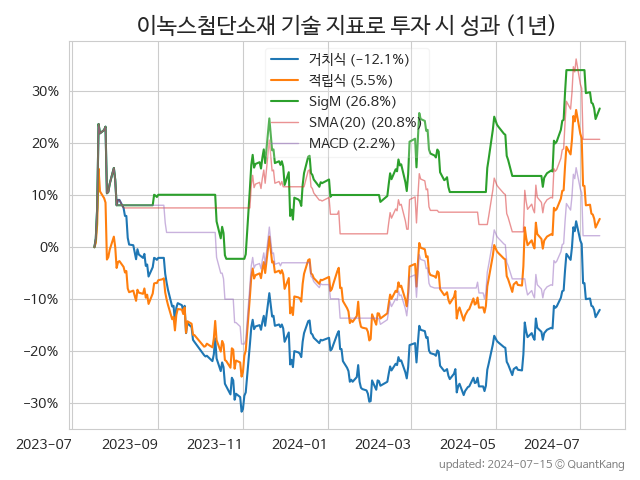 이녹스첨단소재 기술 지표로 투자 시 성과 (1년)
거치식 (−12.1%)
적립식 (5.5%)
SigM (26.8%)
SMA(20) (20.8%)
MACD (2.2%)
30%
20%
10%
0%
−10%
−20%
−30%
2023-07 2023-09 2023-11 2024-01 2024-03 2024-05 2024-07
updated: 2024-07-15 © QuantKang